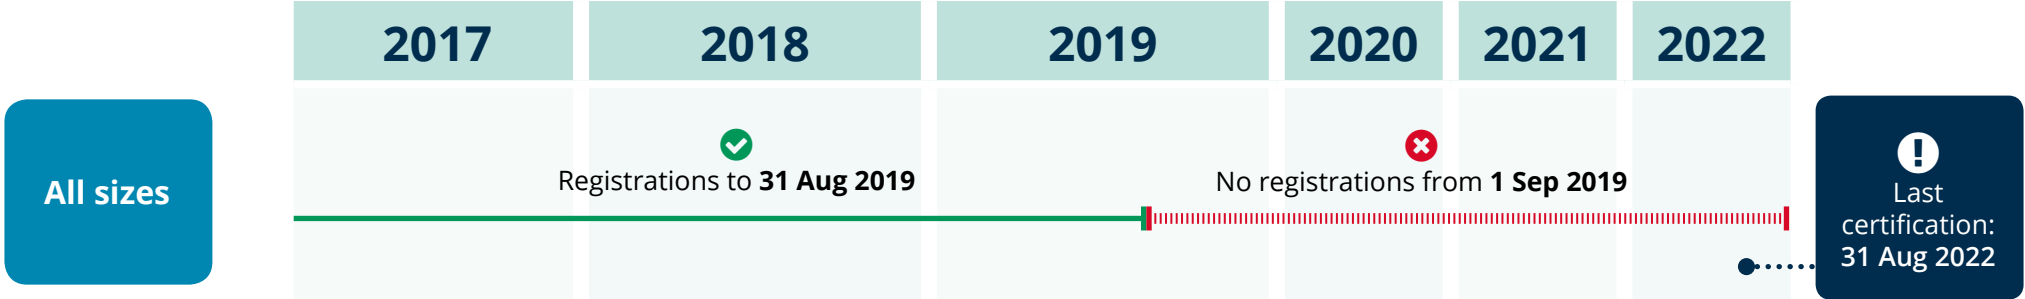 2017 2018 2019 2020 2021 2022
All sizes
Registrations to 31 Aug 2019
No registrations from 1 Sep 2019
Last
certification:
31 Aug 2022